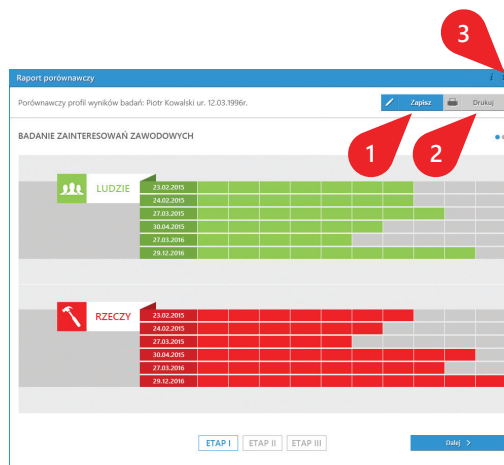 3
Raport porównawczy
i
Porównawczy profil wyników badań: Piotr Kowalski ur. 12.03.1996r.
Zapisz
Drukuj
1
2
BADANIE ZAINTERESOWAŃ ZAWODOWYCH
LUDZIE
23.02.2015
24.02.2015
27.03.2015
30.04.2015
27.03.2016
29.12.2016
RZECZY
23.02.2015
24.02.2015
27.03.2015
30.04.2015
27.03.2016
29.12.2016
ETAP I
ETAP II
ETAP III
Dalej >